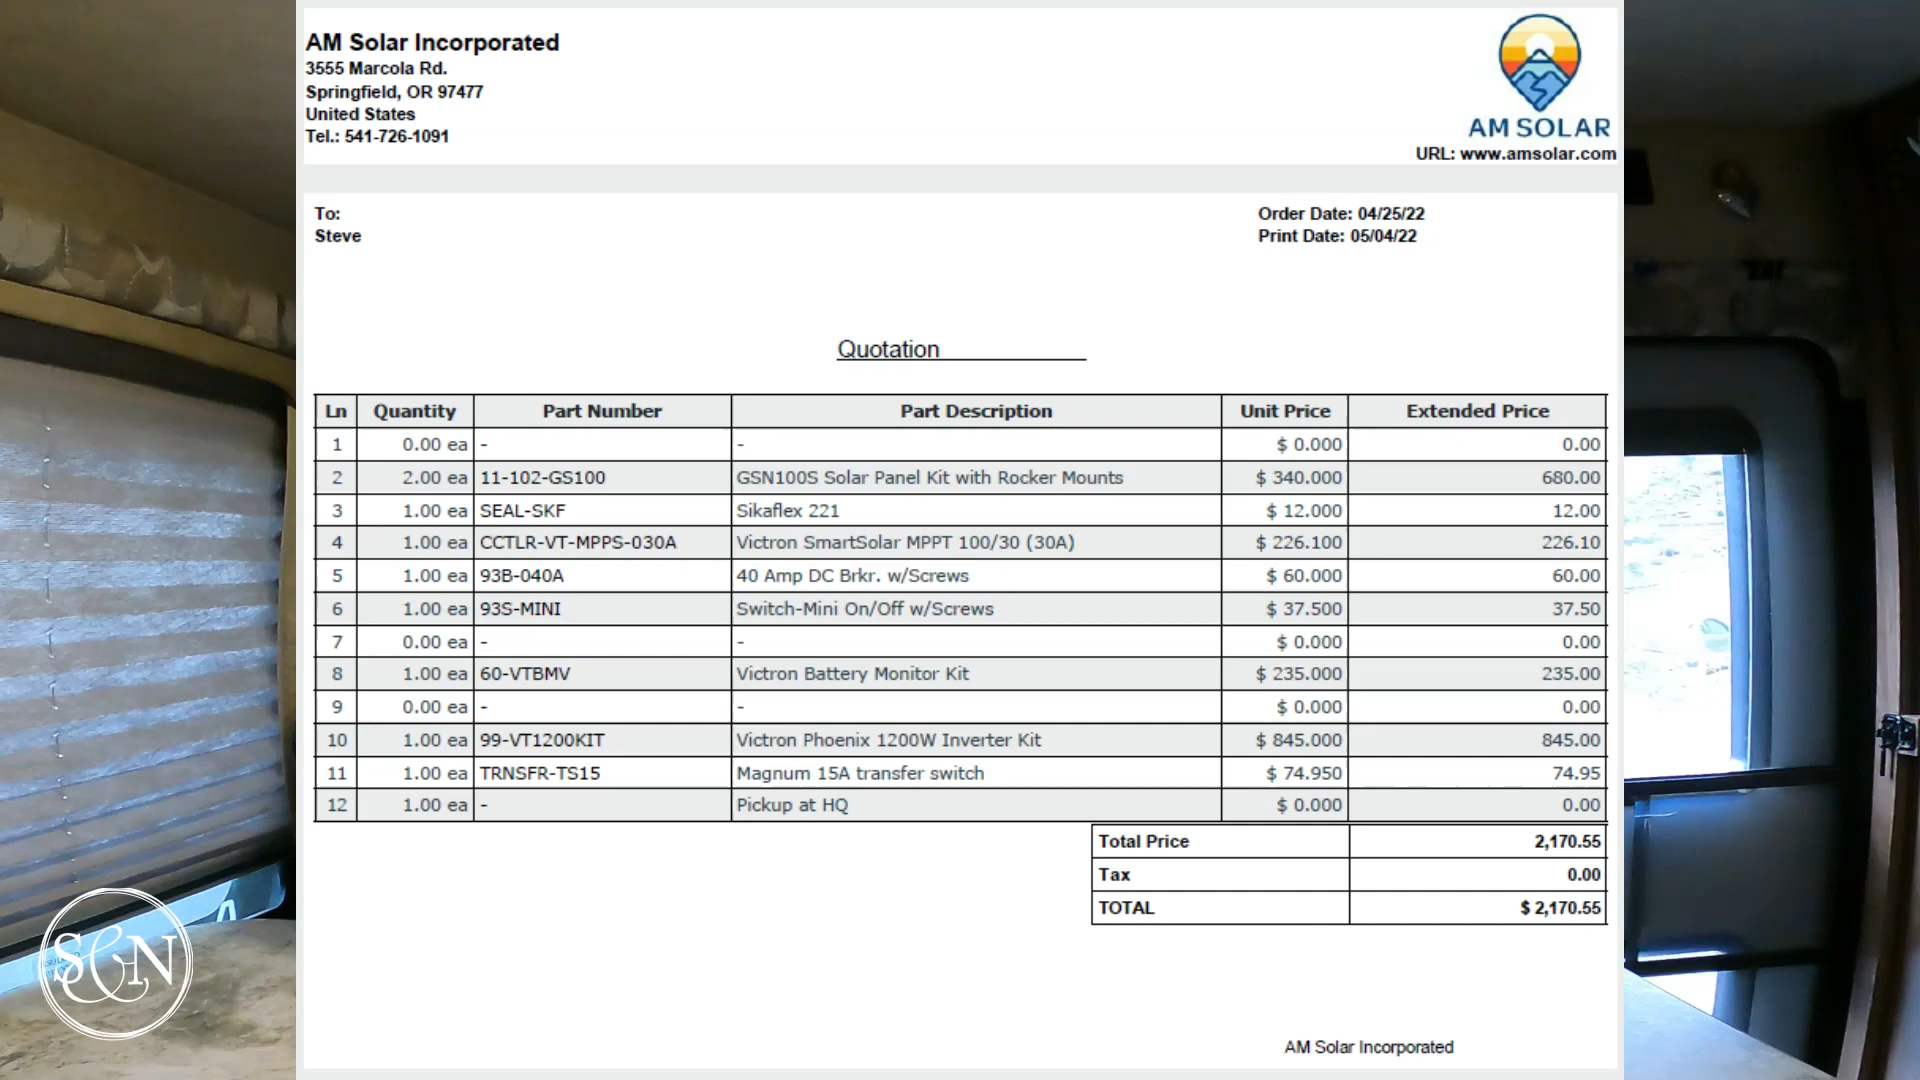 AM Solar Incorporated
3555 Marcola Rd.
Springfield, OR 97477
United States
Tel.: 541-726-1091
AM SOLAR
URL: www.amsolar.com
To:
Steve
Order Date: 04/25/22
Print Date: 05/04/22
Quotation
Ln Quantity Part Number Part Description Unit Price Extended Price
1 0.00 ea - - $ 0.000 0.00
2 2.00 ea 11-102-GS100 GSN100S Solar Panel Kit with Rocker Mounts $ 340.000 680.00
3 1.00 ea SEAL-SKF Sikaflex 221 $ 12.000 12.00
4 1.00 ea CCTLR-VT-MPPS-030A Victron SmartSolar MPPT 100/30 (30A) $ 226.100 226.10
5 1.00 ea 93B-040A 40 Amp DC Brkr. w/Screws $ 60.000 60.00
6 1.00 ea 93S-MINI Switch-Mini On/Off w/Screws $ 37.500 37.50
7 0.00 ea - - $ 0.000 0.00
8 1.00 ea 60-VTBMV Victron Battery Monitor Kit $ 235.000 235.00
9 0.00 ea - - $ 0.000 0.00
10 1.00 ea 99-VT1200KIT Victron Phoenix 1200W Inverter Kit $ 845.000 845.00
11 1.00 ea TRNSFR-TS15 Magnum 15A transfer switch $ 74.950 74.95
12 1.00 ea - Pickup at HQ $ 0.000 0.00
Total Price 2,170.55
Tax 0.00
TOTAL $ 2,170.55
S&N
AM Solar Incorporated